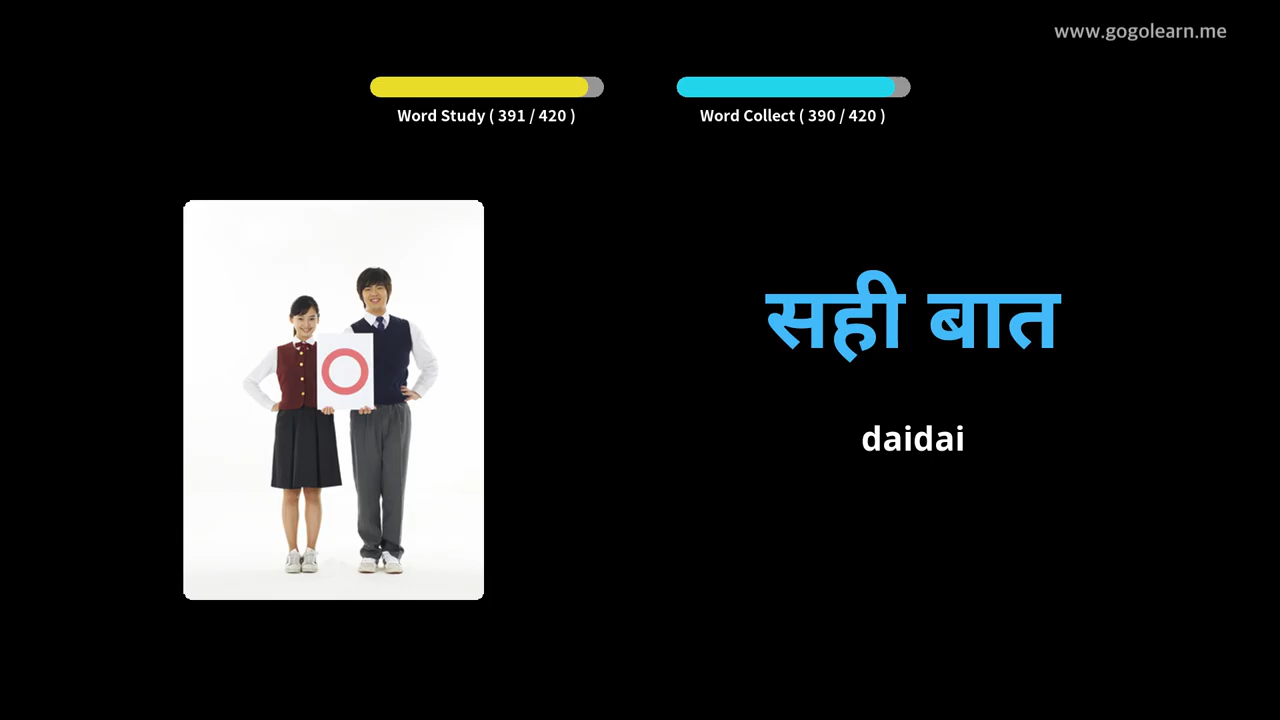 www.gogolearn.me
Word Study ( 391 / 420 )
Word Collect ( 390 / 420 )
सही बात
daidai